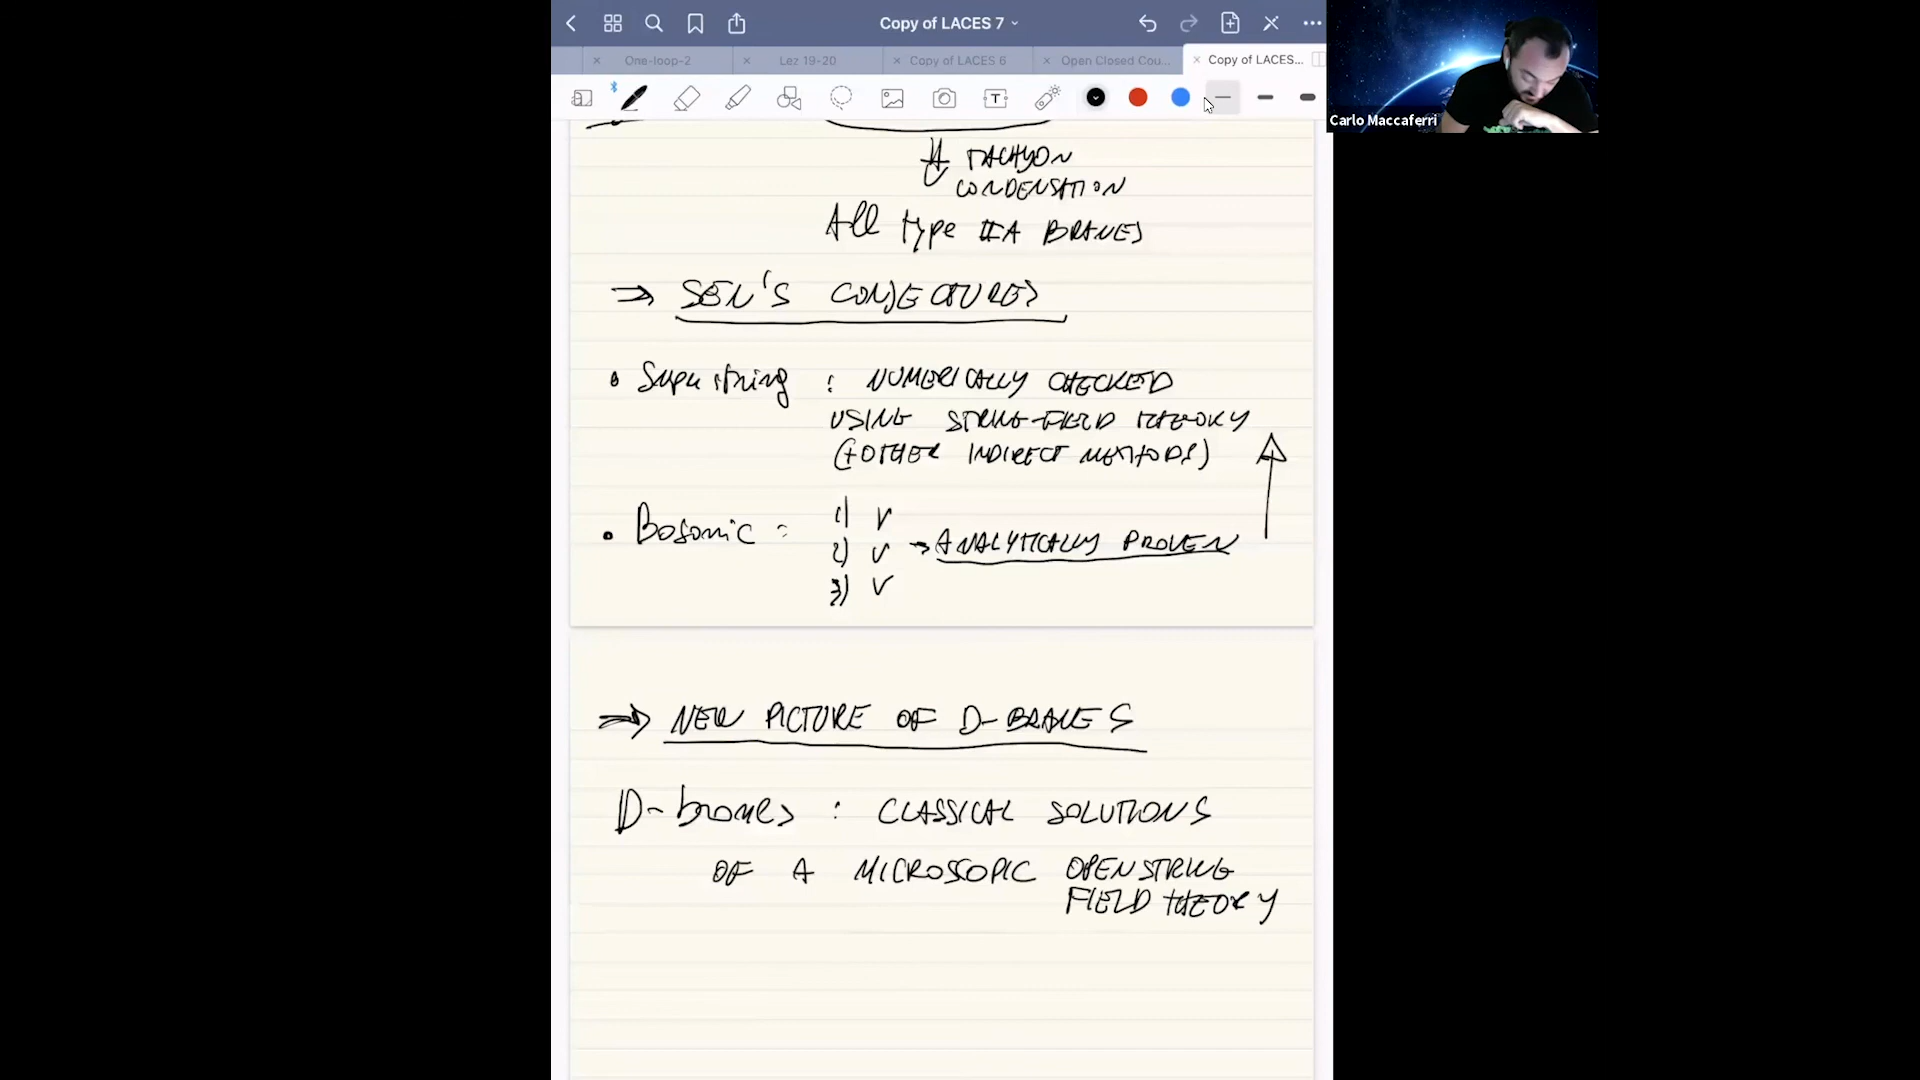 Copy of LACES 7
One-loop-2
Lez 19-20
Copy of LACES 6
Open Closed Cou...
Copy of LACES...
T
Carlo Maccaferri
⇓ TACHYON
CONDENSATION
All type IIA BRANES
⇒ SEN'S CONJECTURES
• Superstring : NUMERICALLY CHECKED
USING STRING-FIELD THEORY
(+OTHER INDIRECT METHODS)
• Bosonic :
1) V
2) V → ANALYTICALLY PROVEN
3) V
⇒ NEW PICTURE OF D-BRANES
D-branes : CLASSICAL SOLUTIONS
OF A MICROSCOPIC OPEN STRING
FIELD THEORY